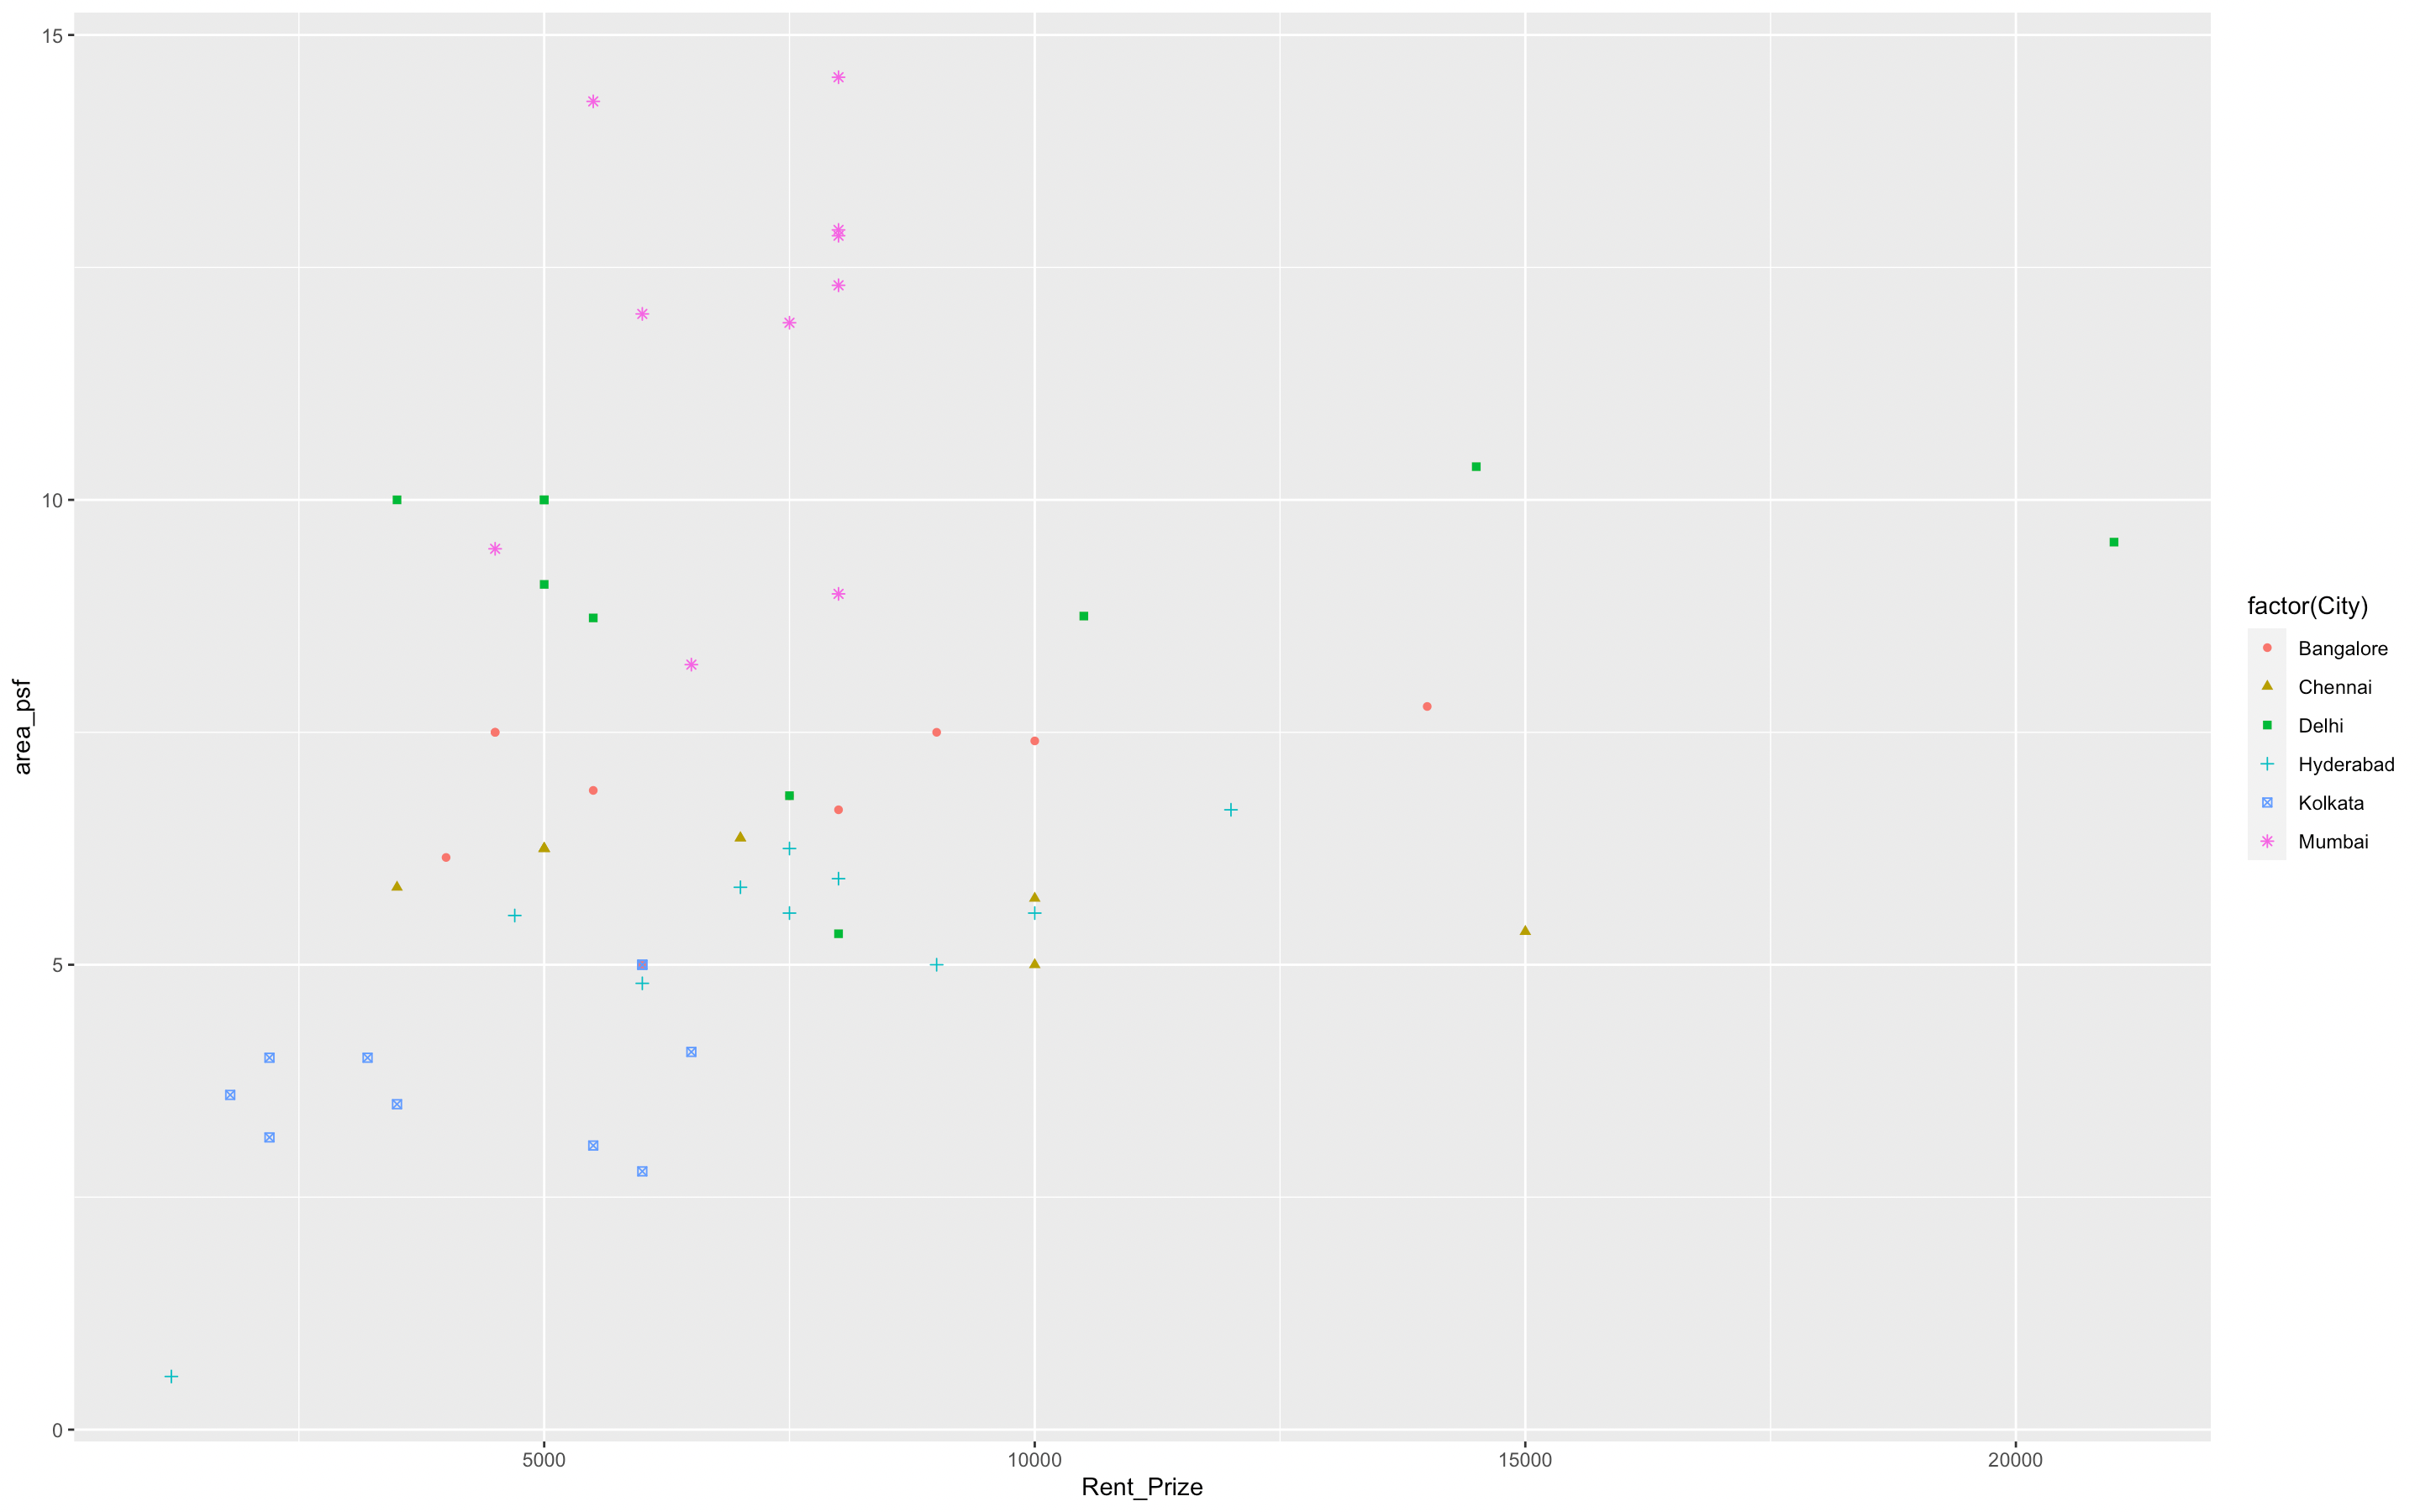 15
10
5
0
area_psf
5000
10000
15000
20000
Rent_Prize
factor(City)
Bangalore
Chennai
Delhi
Hyderabad
Kolkata
Mumbai